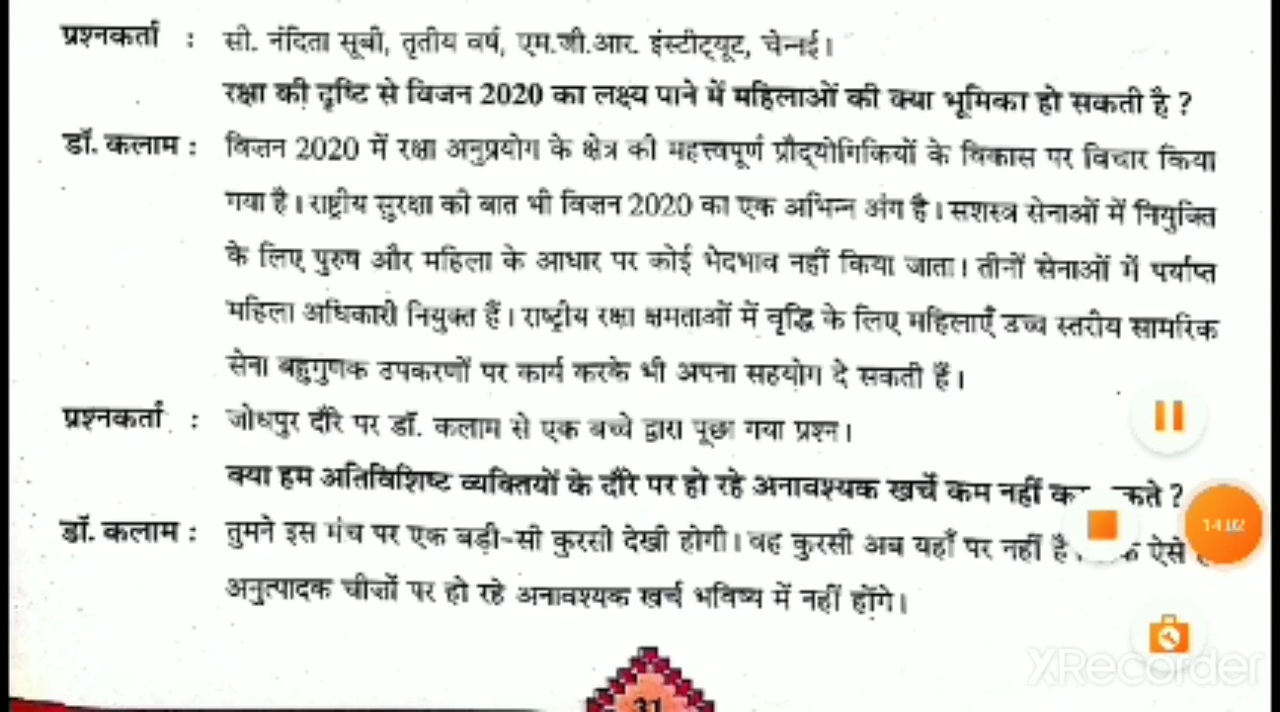 प्रश्नकर्ता : सी. नंदिता सूबी, तृतीय वर्ष, एम.जी.आर. इंस्टीट्यूट, चेन्नई।
रक्षा की दृष्टि से विजन 2020 का लक्ष्य पाने में महिलाओं की क्या भूमिका हो सकती है ?
डॉ. कलाम : विजन 2020 में रक्षा अनुप्रयोग के क्षेत्र की महत्त्वपूर्ण प्रौद्योगिकियों के विकास पर विचार किया
गया है। राष्ट्रीय सुरक्षा की बात भी विजन 2020 का एक अभिन्न अंग है। सशस्त्र सेनाओं में नियुक्ति
के लिए पुरुष और महिला के आधार पर कोई भेदभाव नहीं किया जाता। तीनों सेनाओं में पर्याप्त
महिला अधिकारी नियुक्त हैं। राष्ट्रीय रक्षा क्षमताओं में वृद्धि के लिए महिलाएँ उच्च स्तरीय सामरिक
सेना बहुगुणक उपकरणों पर कार्य करके भी अपना सहयोग दे सकती हैं।
प्रश्नकर्ता : जोधपुर दौरे पर डॉ. कलाम से एक बच्चे द्वारा पूछा गया प्रश्न।
क्या हम अतिविशिष्ट व्यक्तियों के दौरे पर हो रहे अनावश्यक खर्चे कम नहीं ?
डॉ. कलाम : तुमने इस मंच पर एक बड़ी-सी कुरसी देखी होगी। वह कुरसी अब यहाँ पर नहीं है ऐसे
अनुत्पादक चीजों पर हो रहे अनावश्यक खर्च भविष्य में नहीं होंगे।
14:02
XRecorder
31